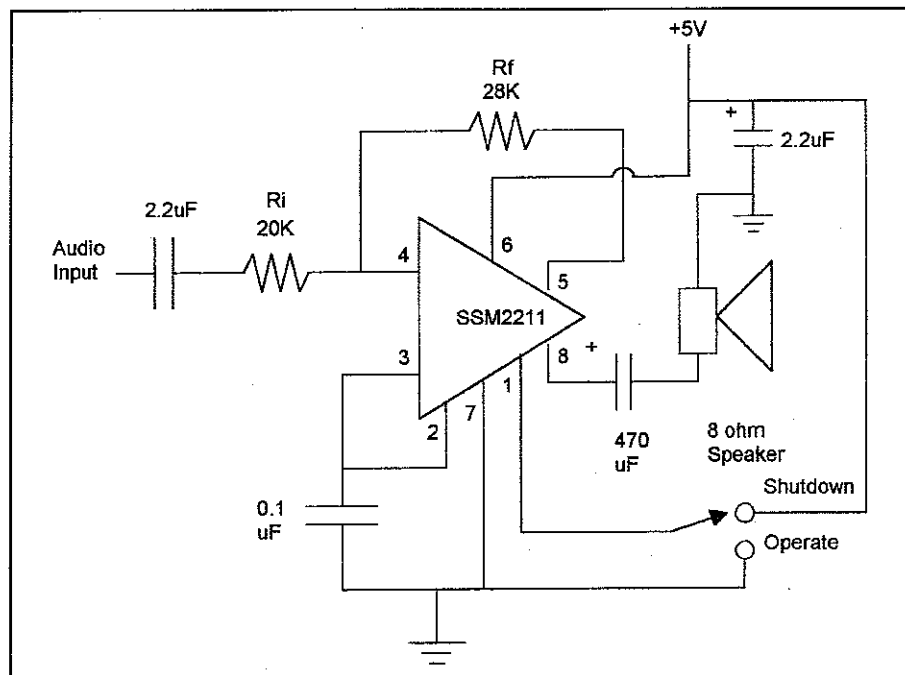 +5V
Rf
28K
+
2.2uF
2.2uF
Ri
20K
Audio
Input
4
6
5
SSM2211
3
+
8
1
7
2
470
uF
8 ohm
Speaker
Shutdown
0.1
uF
Operate